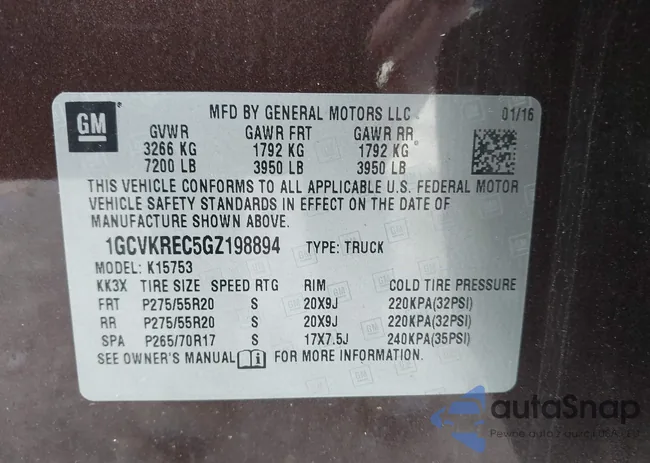 MFD BY GENERAL MOTORS LLC 01/16
GM
GVWR GAWR FRT GAWR RR
3266 KG 1792 KG 1792 KG
7200 LB 3950 LB 3950 LB
THIS VEHICLE CONFORMS TO ALL APPLICABLE U.S. FEDERAL MOTOR
VEHICLE SAFETY STANDARDS IN EFFECT ON THE DATE OF
MANUFACTURE SHOWN ABOVE.
1GCVKREC5GZ198894 TYPE: TRUCK
MODEL: K15753
KK3X TIRE SIZE SPEED RTG RIM COLD TIRE PRESSURE
FRT P275/55R20 S 20X9J 220KPA(32PSI)
RR P275/55R20 S 20X9J 220KPA(32PSI)
SPA P265/70R17 S 17X7.5J 240KPA(35PSI)
SEE OWNER'S MANUAL FOR MORE INFORMATION.
autaSnap